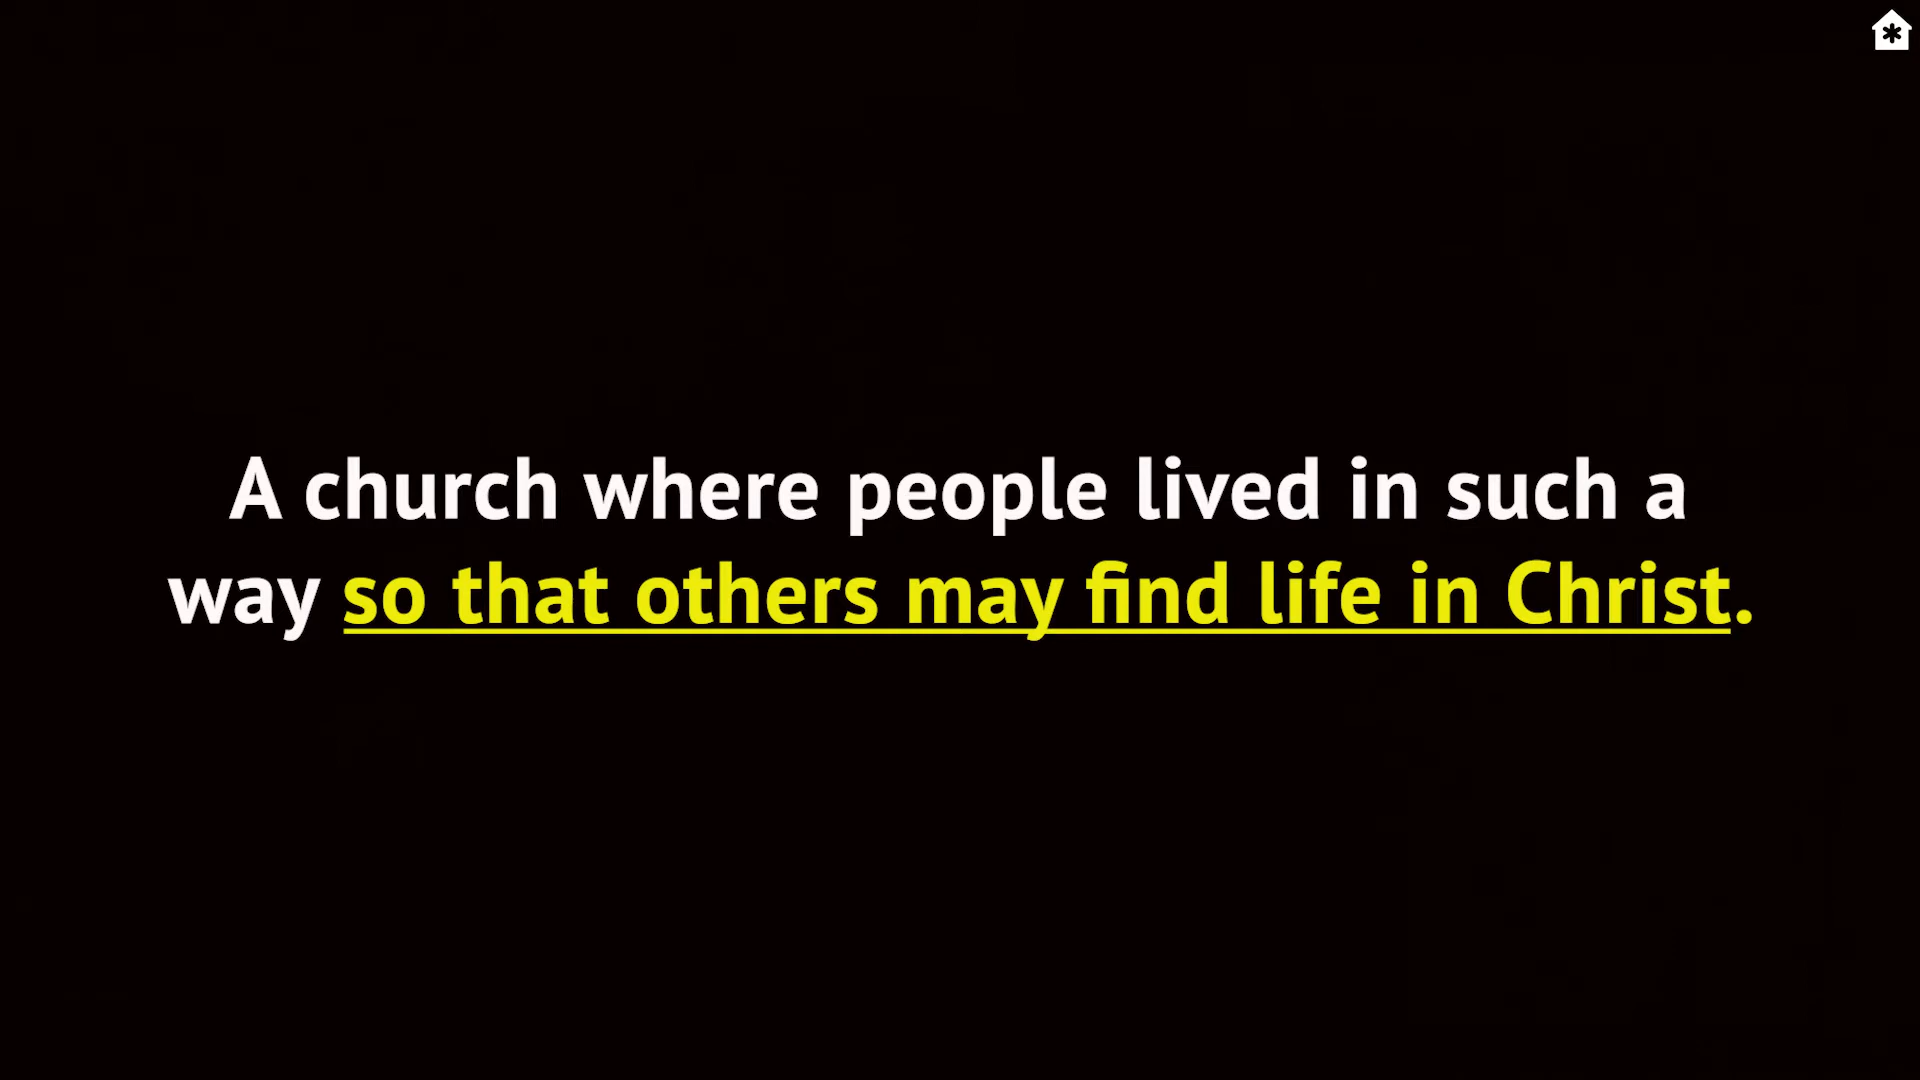 A church where people lived in such a
way so that others may find life in Christ.